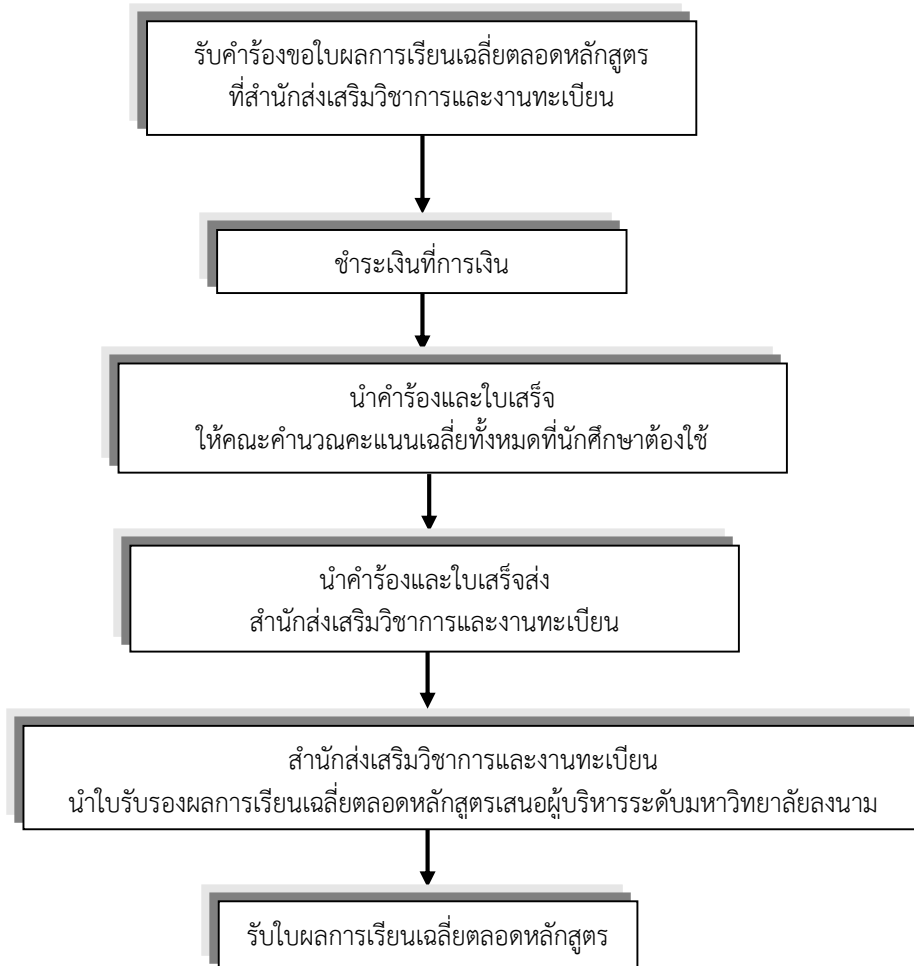 รับคำร้องขอใบผลการเรียนเฉลี่ยตลอดหลักสูตร
ที่สำนักส่งเสริมวิชาการและงานทะเบียน
ชำระเงินที่การเงิน
นำคำร้องและใบเสร็จ
ให้คณะคำนวณคะแนนเฉลี่ยทั้งหมดที่นักศึกษาต้องใช้
นำคำร้องและใบเสร็จส่ง
สำนักส่งเสริมวิชาการและงานทะเบียน
สำนักส่งเสริมวิชาการและงานทะเบียน
นำใบรับรองผลการเรียนเฉลี่ยตลอดหลักสูตรเสนอผู้บริหารระดับมหาวิทยาลัยลงนาม
รับใบผลการเรียนเฉลี่ยตลอดหลักสูตร